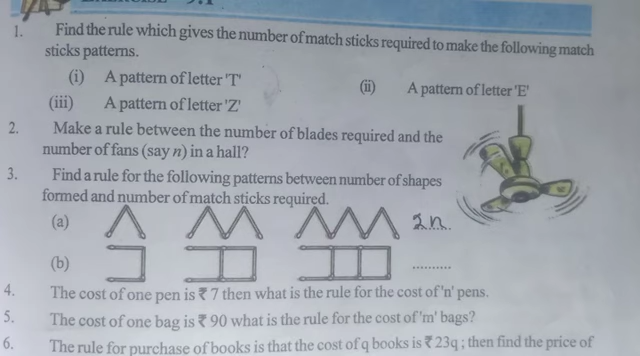 1. Find the rule which gives the number of match sticks required to make the following match
sticks patterns.
(i) A pattern of letter 'T' (ii) A pattern of letter 'E'
(iii) A pattern of letter 'Z'
2. Make a rule between the number of blades required and the
number of fans (say n) in a hall?
3. Find a rule for the following patterns between number of shapes
formed and number of match sticks required.
(a) 2n.
(b) ..........
4. The cost of one pen is ₹ 7 then what is the rule for the cost of 'n' pens.
5. The cost of one bag is ₹ 90 what is the rule for the cost of 'm' bags?
6. The rule for purchase of books is that the cost of q books is ₹ 23q ; then find the price of